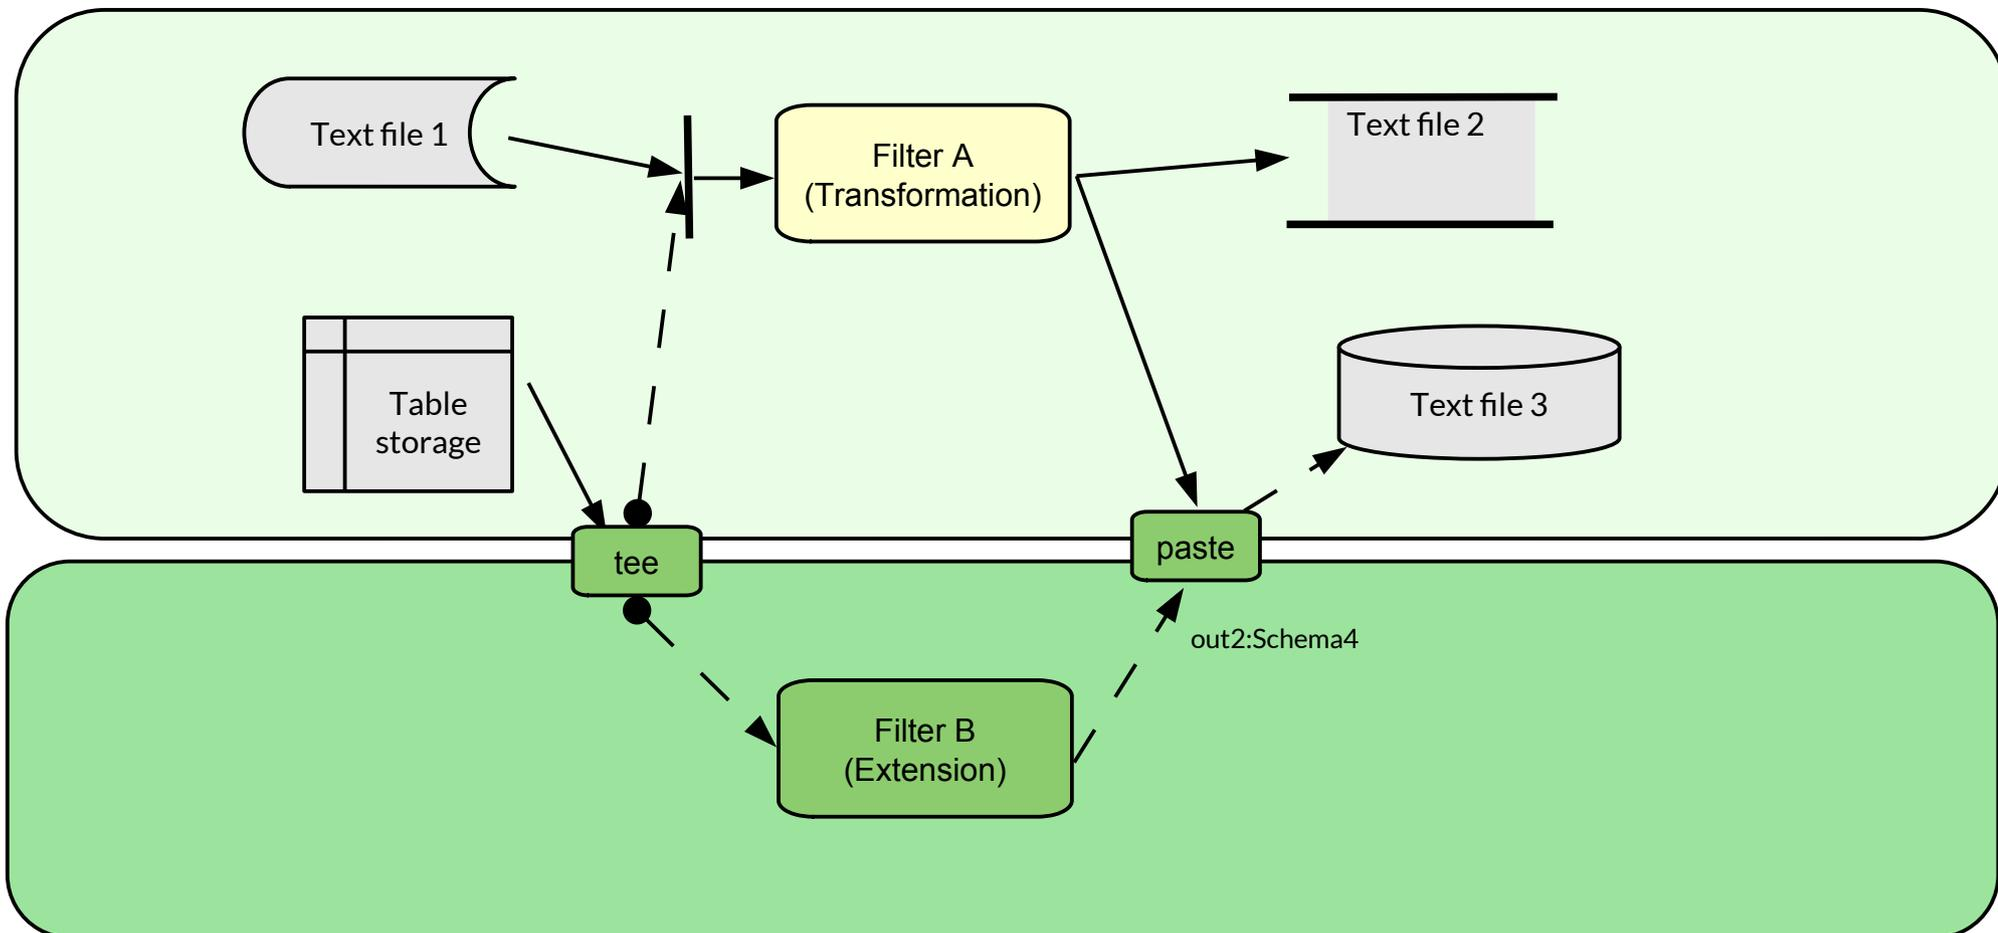 Text file 1
Filter A
(Transformation)
Text file 2
Table
storage
Text file 3
tee
paste
out2:Schema4
Filter B
(Extension)